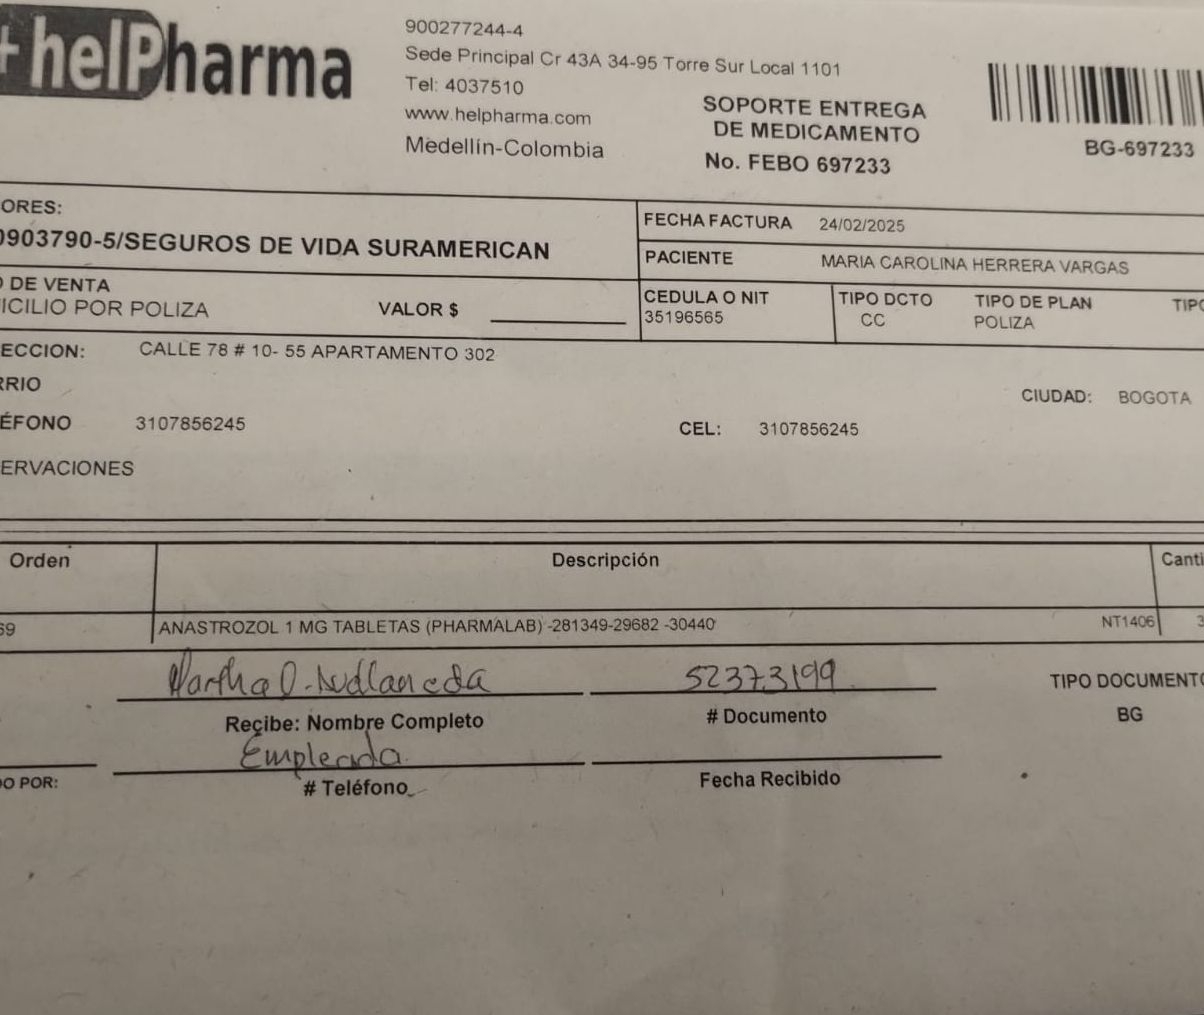 +helPharma
900277244-4
Sede Principal Cr 43A 34-95 Torre Sur Local 1101
Tel: 4037510
www.helpharma.com
Medellín-Colombia
SOPORTE ENTREGA
DE MEDICAMENTO
No. FEBO 697233
BG-697233
ORES:
0903790-5/SEGUROS DE VIDA SURAMERICAN
FECHA FACTURA 24/02/2025
PACIENTE MARIA CAROLINA HERRERA VARGAS
O DE VENTA
ICILIO POR POLIZA VALOR $
CEDULA O NIT TIPO DCTO TIPO DE PLAN TIPO
35196565 CC POLIZA
ECCION: CALLE 78 # 10- 55 APARTAMENTO 302
RRIO
CIUDAD: BOGOTA
ÉFONO 3107856245 CEL: 3107856245
ERVACIONES
Orden Descripción Canti
69 ANASTROZOL 1 MG TABLETAS (PHARMALAB) -281349-29682 -30440 NT1406 3
Martha 52373199
Recibe: Nombre Completo # Documento
TIPO DOCUMENTO
BG
Empleada
DO POR: # Teléfono Fecha Recibido